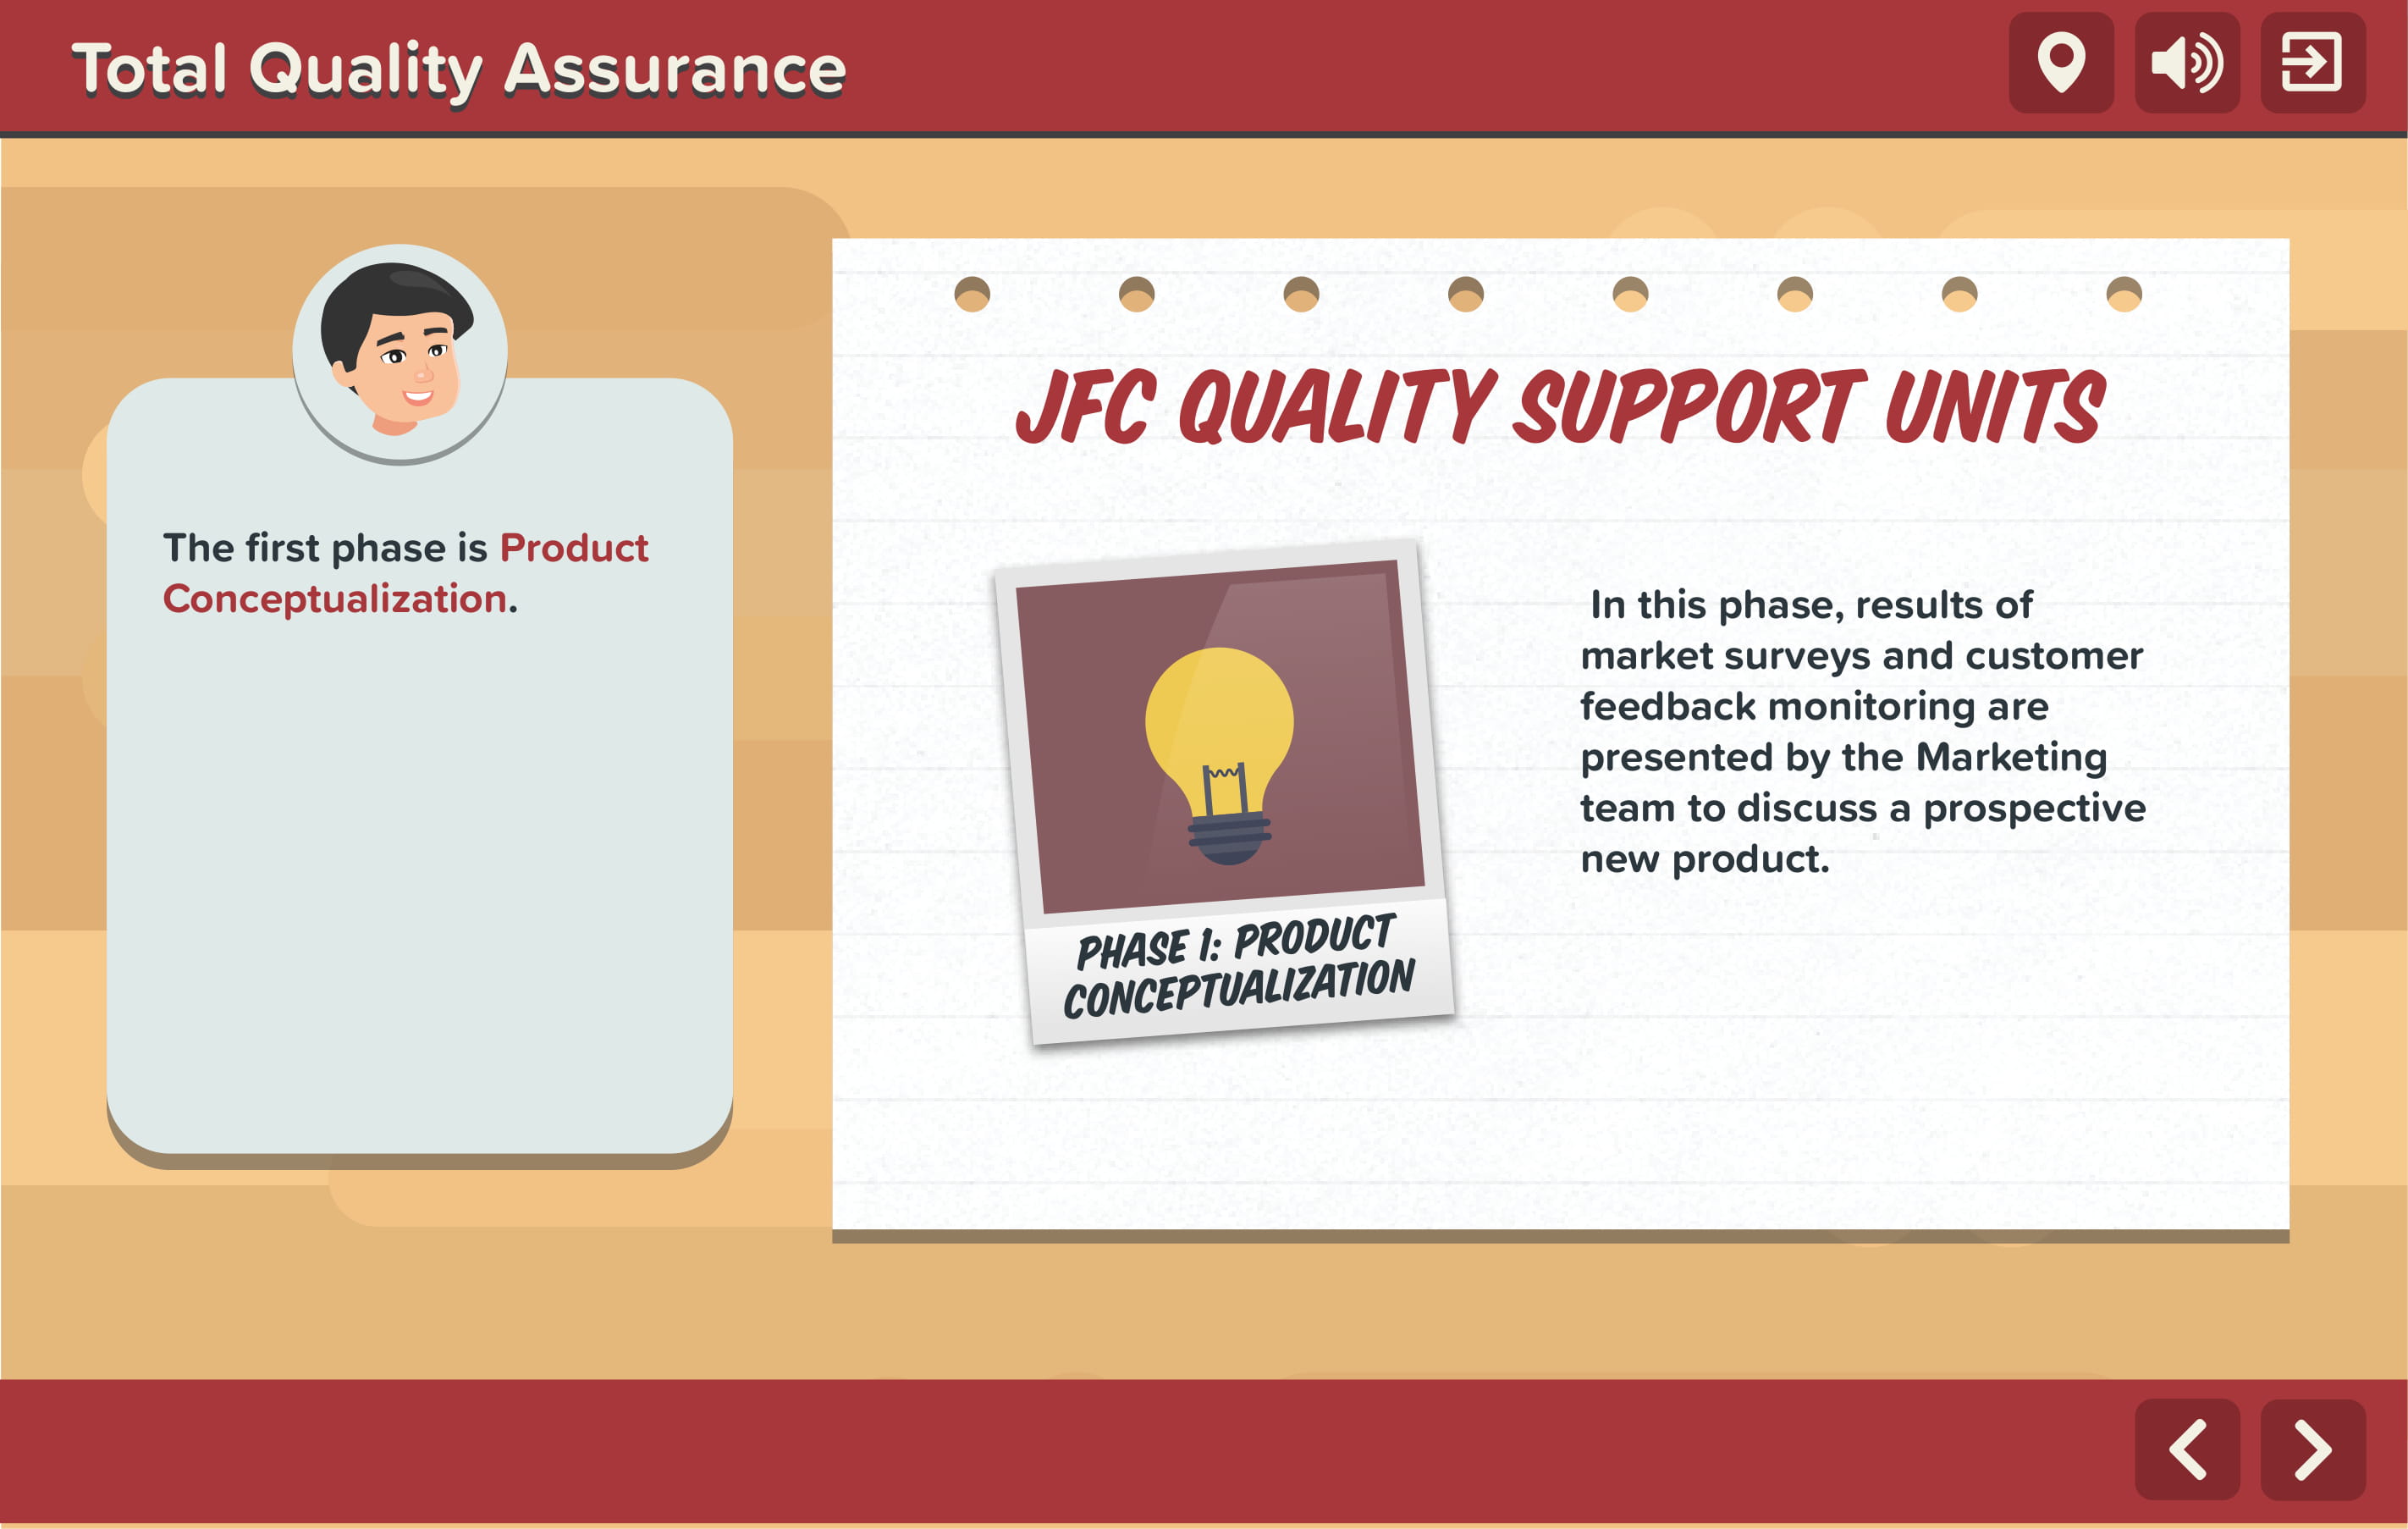 Total Quality Assurance
The first phase is Product
Conceptualization.
JFC QUALITY SUPPORT UNITS
PHASE 1: PRODUCT
CONCEPTUALIZATION
In this phase, results of
market surveys and customer
feedback monitoring are
presented by the Marketing
team to discuss a prospective
new product.